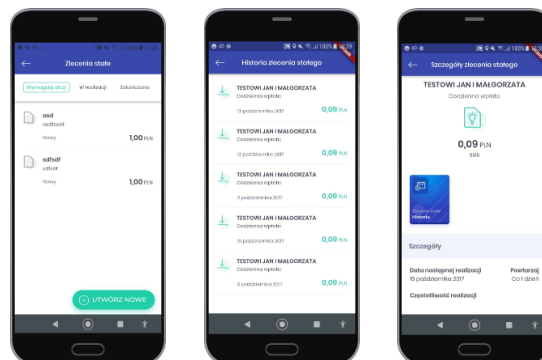 Zlecenia stałe
Wymagają akcji
W realizacji
Zakończone
asd
asdfasdf
Nowy
1,00 PLN
sdfsdf
sdfsdf
Nowy
1,00 PLN
UTWÓRZ NOWE
100%
Historia zlecenia stałego
TESTOWI JAN I MAŁGORZATA
Codzienna wpłata
13 października 2017
0,09 PLN
TESTOWI JAN I MAŁGORZATA
Codzienna wpłata
12 października 2017
0,09 PLN
TESTOWI JAN I MAŁGORZATA
Codzienna wpłata
11 października 2017
0,09 PLN
TESTOWI JAN I MAŁGORZATA
Codzienna wpłata
10 października 2017
0,09 PLN
TESTOWI JAN I MAŁGORZATA
Codzienna wpłata
9 października 2017
0,09 PLN
100%
Szczegóły zlecenia stałego
TESTOWI JAN I MAŁGORZATA
Codzienna wpłata
0,09 PLN
SMS
Historia
Szczegóły
Data następnej realizacji
Powtarzaj
16 października 2017
Co 1 dzień
Częstotliwość realizacji